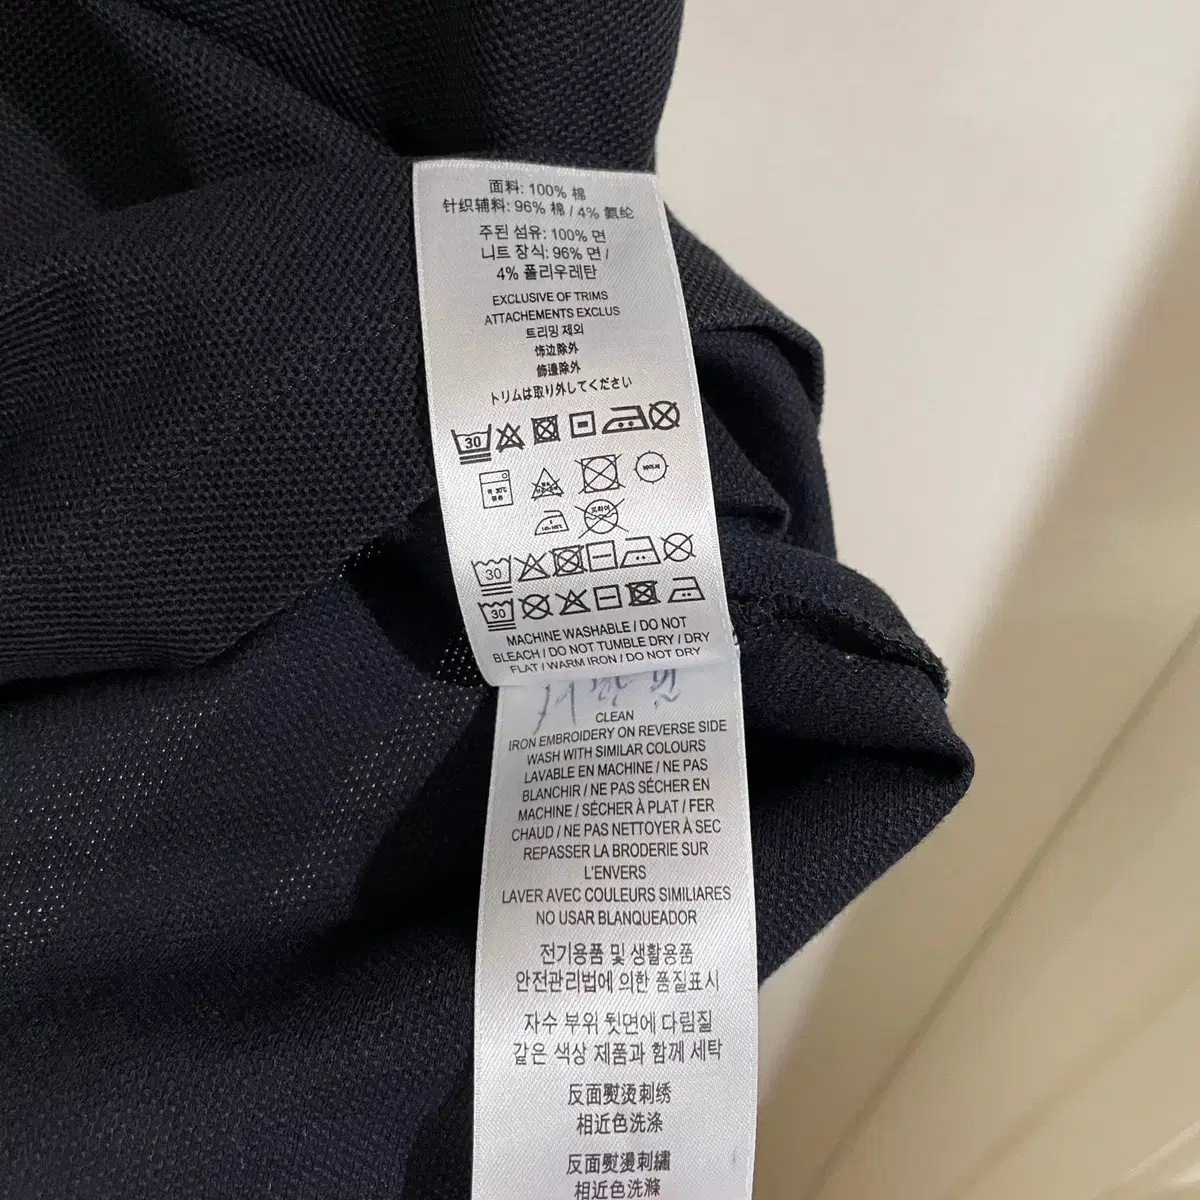 面料: 100% 棉
针织辅料: 96% 棉 / 4% 氨纶
주된 섬유: 100% 면
니트 장식: 96% 면 /
4% 폴리우레탄
EXCLUSIVE OF TRIMS
ATTACHEMENTS EXCLUS
트리밍 제외
饰边除外
飾邊除外
トリムは取り外してください
30
30
30
MACHINE WASHABLE / DO NOT
BLEACH / DO NOT TUMBLE DRY / DRY
FLAT / WARM IRON / DO NOT DRY
CLEAN
IRON EMBROIDERY ON REVERSE SIDE
WASH WITH SIMILAR COLOURS
LAVABLE EN MACHINE / NE PAS
BLANCHIR / NE PAS SÉCHER EN
MACHINE / SÉCHER À PLAT / FER
CHAUD / NE PAS NETTOYER À SEC
REPASSER LA BRODERIE SUR
L'ENVERS
LAVER AVEC COULEURS SIMILIARES
NO USAR BLANQUEADOR
전기용품 및 생활용품
안전관리법에 의한 품질표시
자수 부위 뒷면에 다림질
같은 색상 제품과 함께 세탁
反面熨烫刺绣
相近色洗涤
反面熨燙刺繡
相近色洗滌